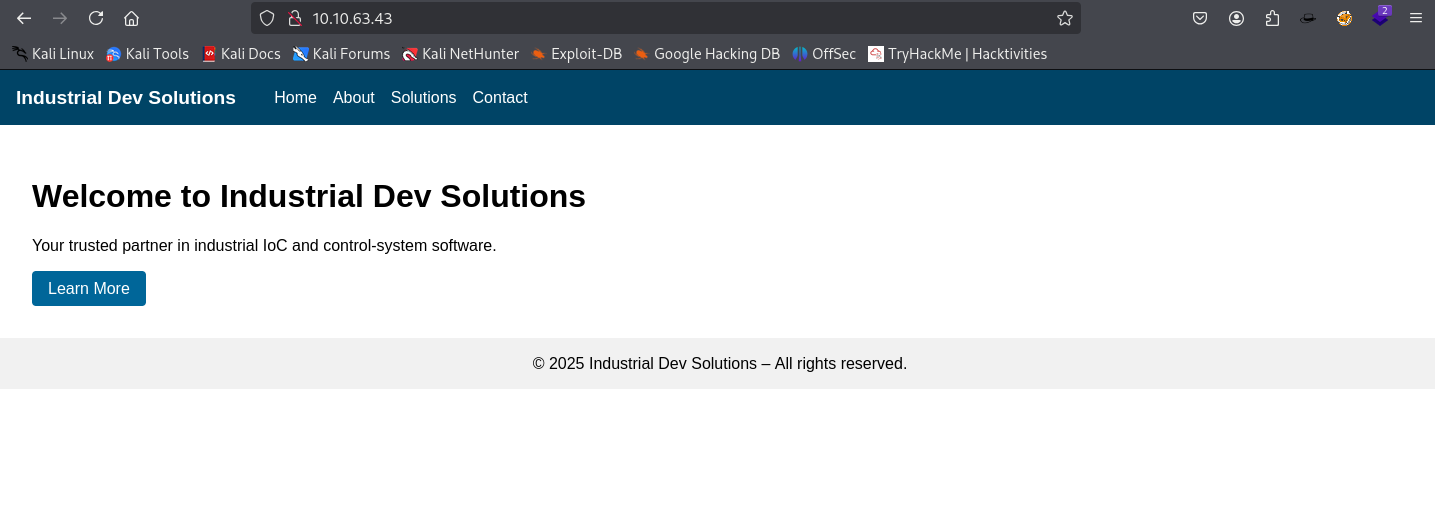 10.10.63.43
2
Kali Linux Kali Tools Kali Docs Kali Forums Kali NetHunter Exploit-DB Google Hacking DB OffSec TryHackMe | Hacktivities
Industrial Dev Solutions Home About Solutions Contact
Welcome to Industrial Dev Solutions
Your trusted partner in industrial IoC and control-system software.
Learn More
© 2025 Industrial Dev Solutions – All rights reserved.